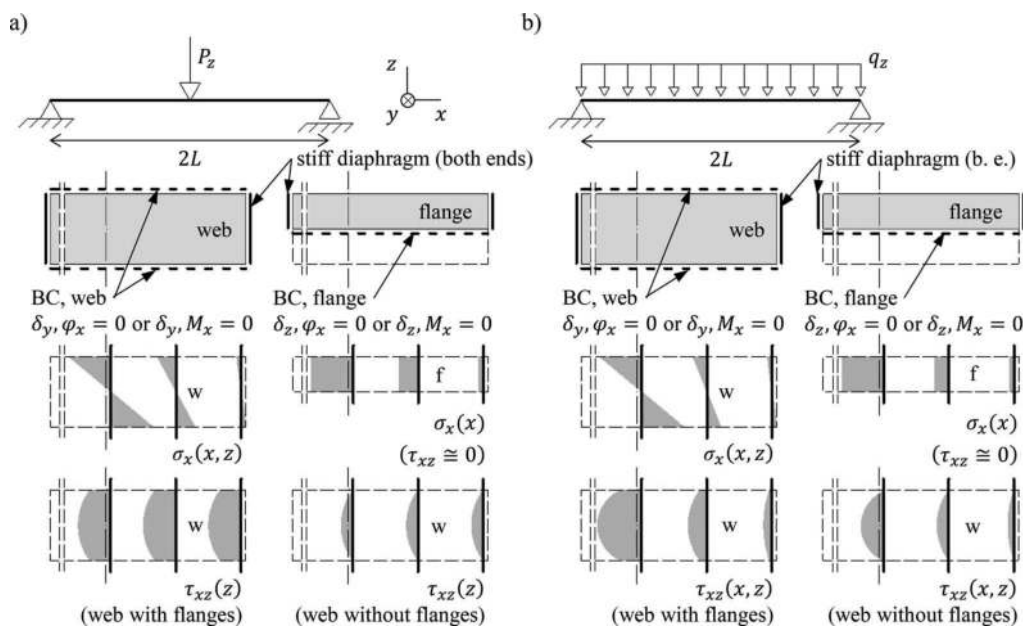 a)
P_z
z
y
x
2L
stiff diaphragm (both ends)
web
flange
BC, web
BC, flange
δ_y, φ_x = 0 or δ_y, M_x = 0
δ_z, φ_x = 0 or δ_z, M_x = 0
w
f
σ_x(x)
σ_x(x, z)
(τ_xz ≅ 0)
w
w
τ_xz(z)
τ_xz(z)
(web with flanges)
(web without flanges)
b)
q_z
2L
stiff diaphragm (b. e.)
web
flange
BC, web
BC, flange
δ_y, φ_x = 0 or δ_y, M_x = 0
δ_z, φ_x = 0 or δ_z, M_x = 0
w
f
σ_x(x)
σ_x(x, z)
(τ_xz ≅ 0)
w
w
τ_xz(x, z)
τ_xz(x, z)
(web with flanges)
(web without flanges)